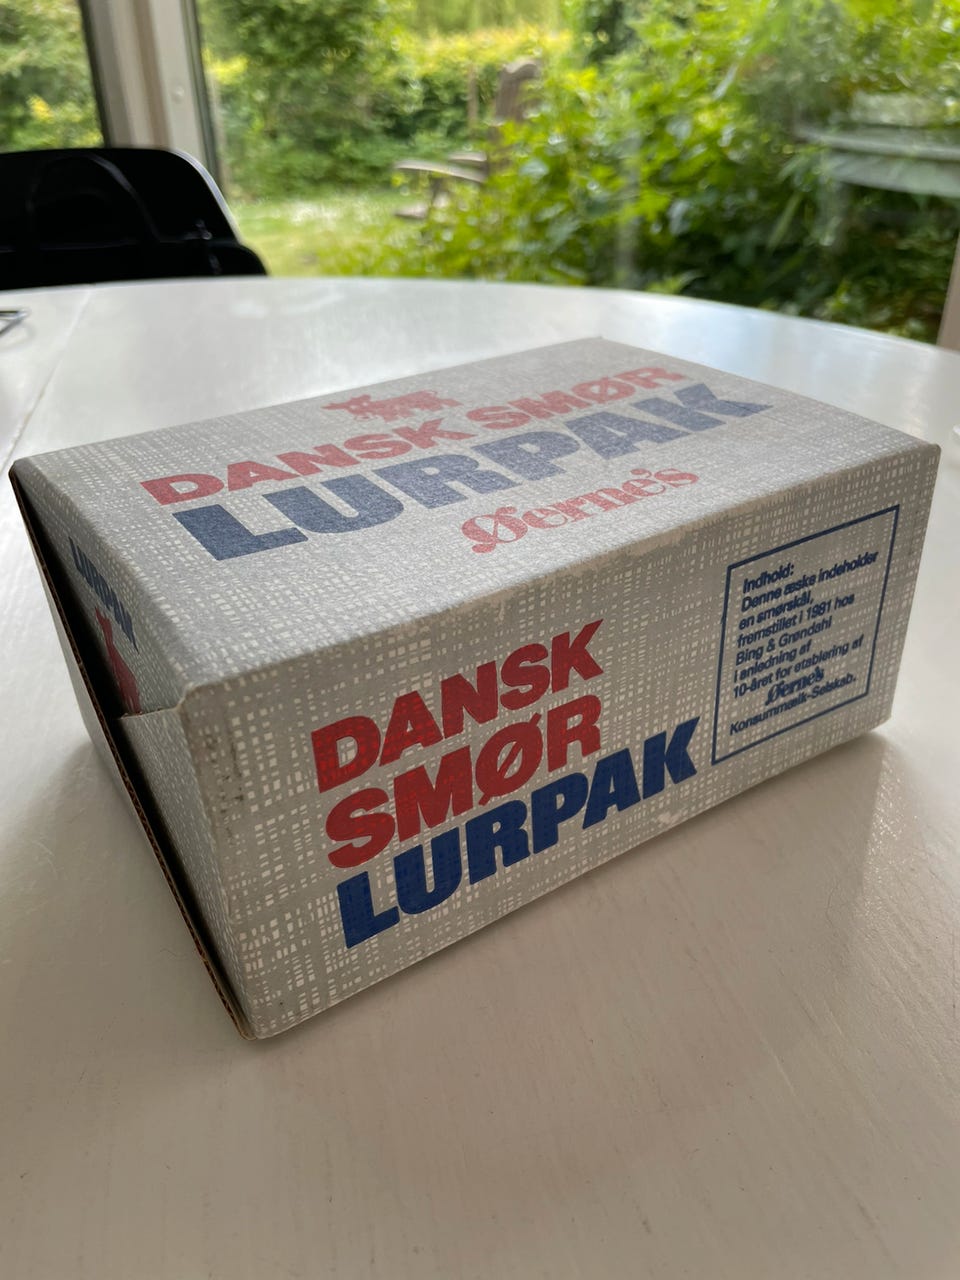 DANSK SMØR
LURPAK
Øerne's
LURPAK
DANSK
SMØR
LURPAK
Indhold:
Denne æske indeholder
en smørskål,
fremstillet i 1981 hos
Bing & Grøndahl
i anledning af
10-året for etablering af
Øerne's
Konsummælk-Selskab.